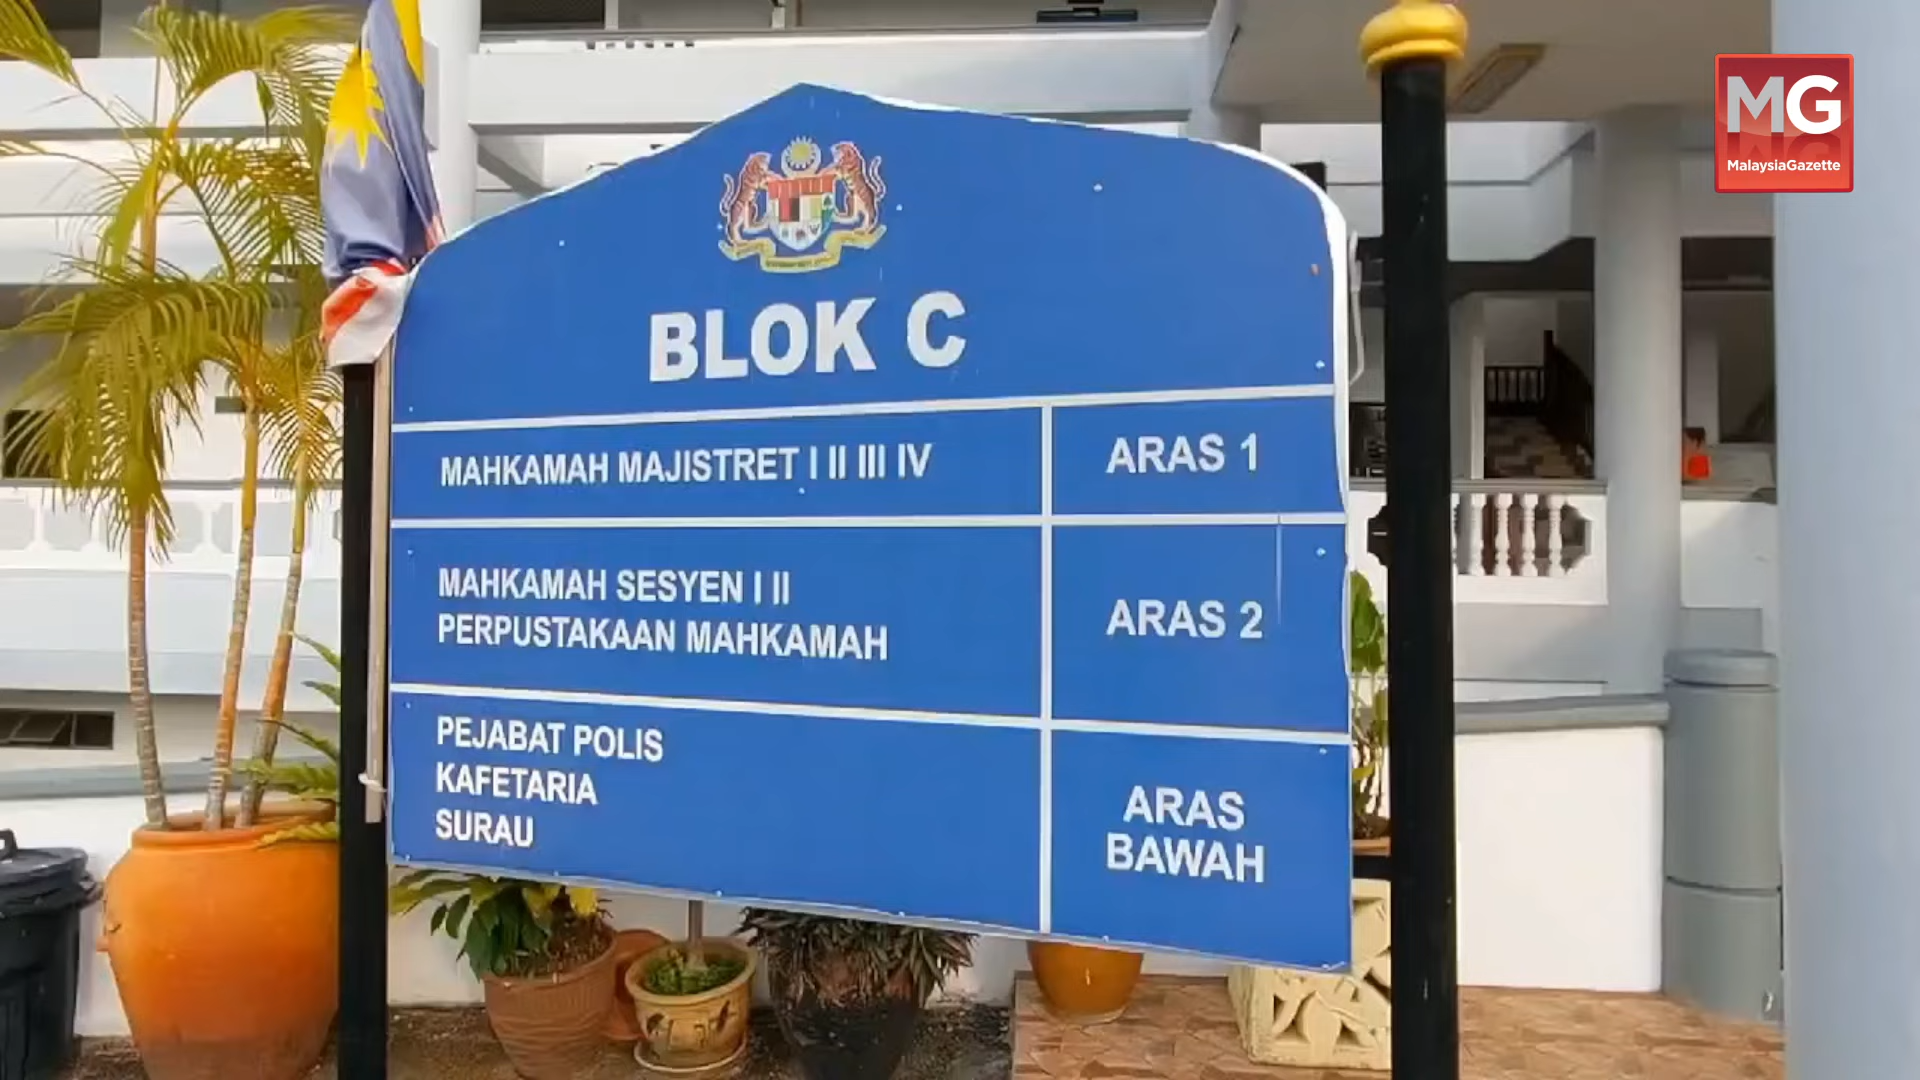 MG
MalaysiaGazette
BLOK C
MAHKAMAH MAJISTRET I II III IV
ARAS 1
MAHKAMAH SESYEN I II
PERPUSTAKAAN MAHKAMAH
ARAS 2
PEJABAT POLIS
KAFETARIA
SURAU
ARAS
BAWAH